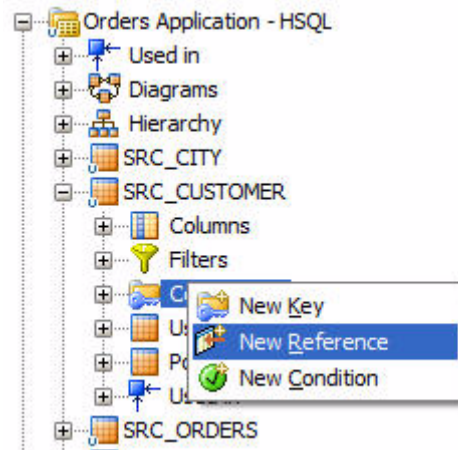 Orders Application - HSQL
Used in
Diagrams
Hierarchy
SRC_CITY
SRC_CUSTOMER
Columns
Filters
New Key
New Reference
New Condition
SRC_ORDERS